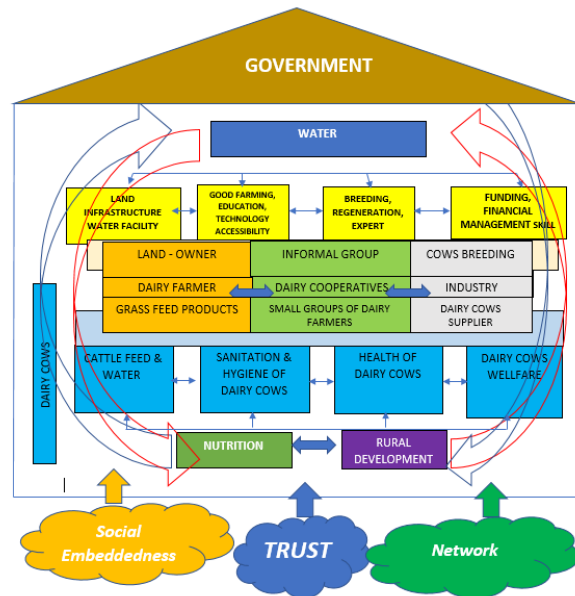 GOVERNMENT
WATER
LAND
INFRASTRUCTURE
WATER FACILITY
GOOD FARMING,
EDUCATION,
TECHNOLOGY
ACCESSIBILITY
BREEDING,
REGENERATION,
EXPERT
FUNDING,
FINANCIAL
MANAGEMENT SKILL
LAND - OWNER
INFORMAL GROUP
COWS BREEDING
DAIRY FARMER
DAIRY COOPERATIVES
INDUSTRY
GRASS FEED PRODUCTS
SMALL GROUPS OF DAIRY
FARMERS
DAIRY COWS
SUPPLIER
DAIRY COWS
CATTLE FEED &
WATER
SANITATION &
HYGIENE OF
DAIRY COWS
HEALTH OF
DAIRY COWS
DAIRY COWS
WELLFARE
NUTRITION
RURAL
DEVELOPMENT
Social
Embeddedness
TRUST
Network